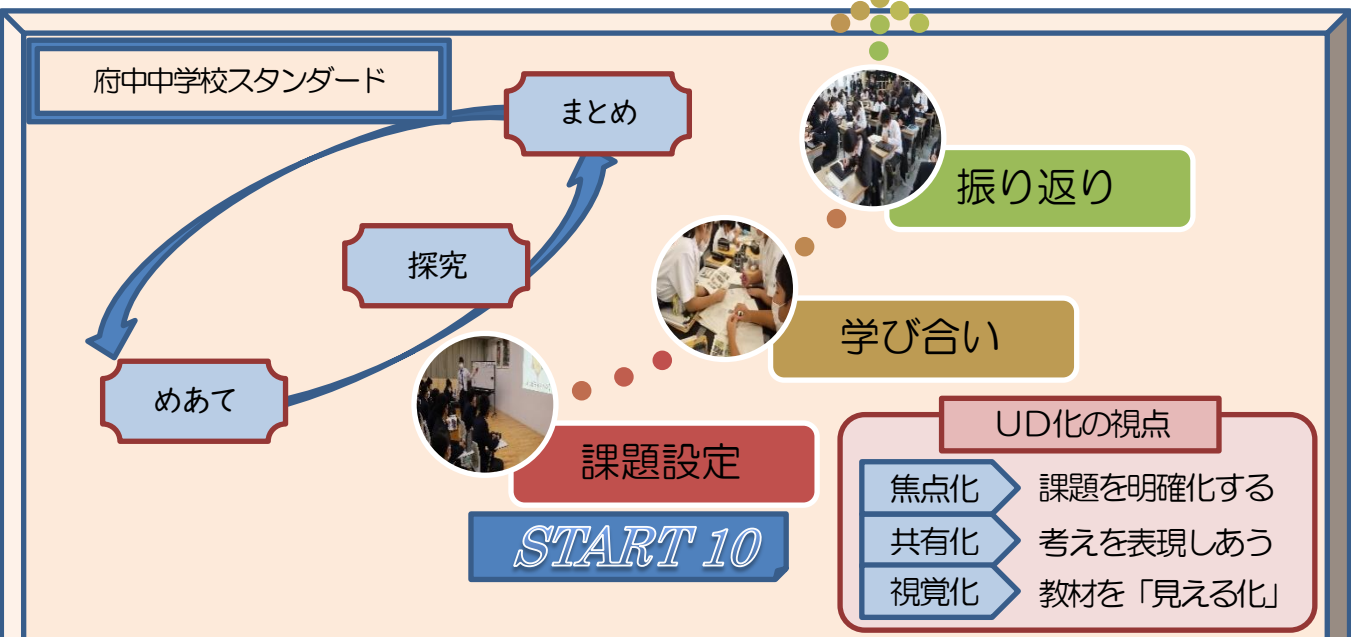 府中中学校スタンダード
まとめ
探究
めあて
振り返り
学び合い
課題設定
START 10
UD化の視点
焦点化 課題を明確化する
共有化 考えを表現しあう
視覚化 教材を「見える化」